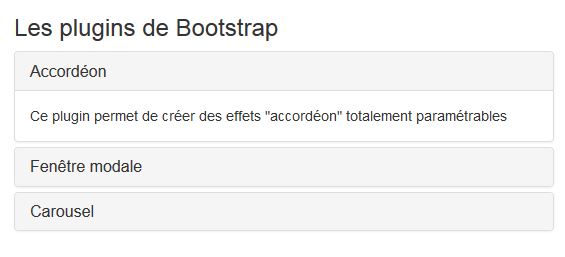 Les plugins de Bootstrap
Accordéon
Ce plugin permet de créer des effets "accordéon" totalement paramétrables
Fenêtre modale
Carousel